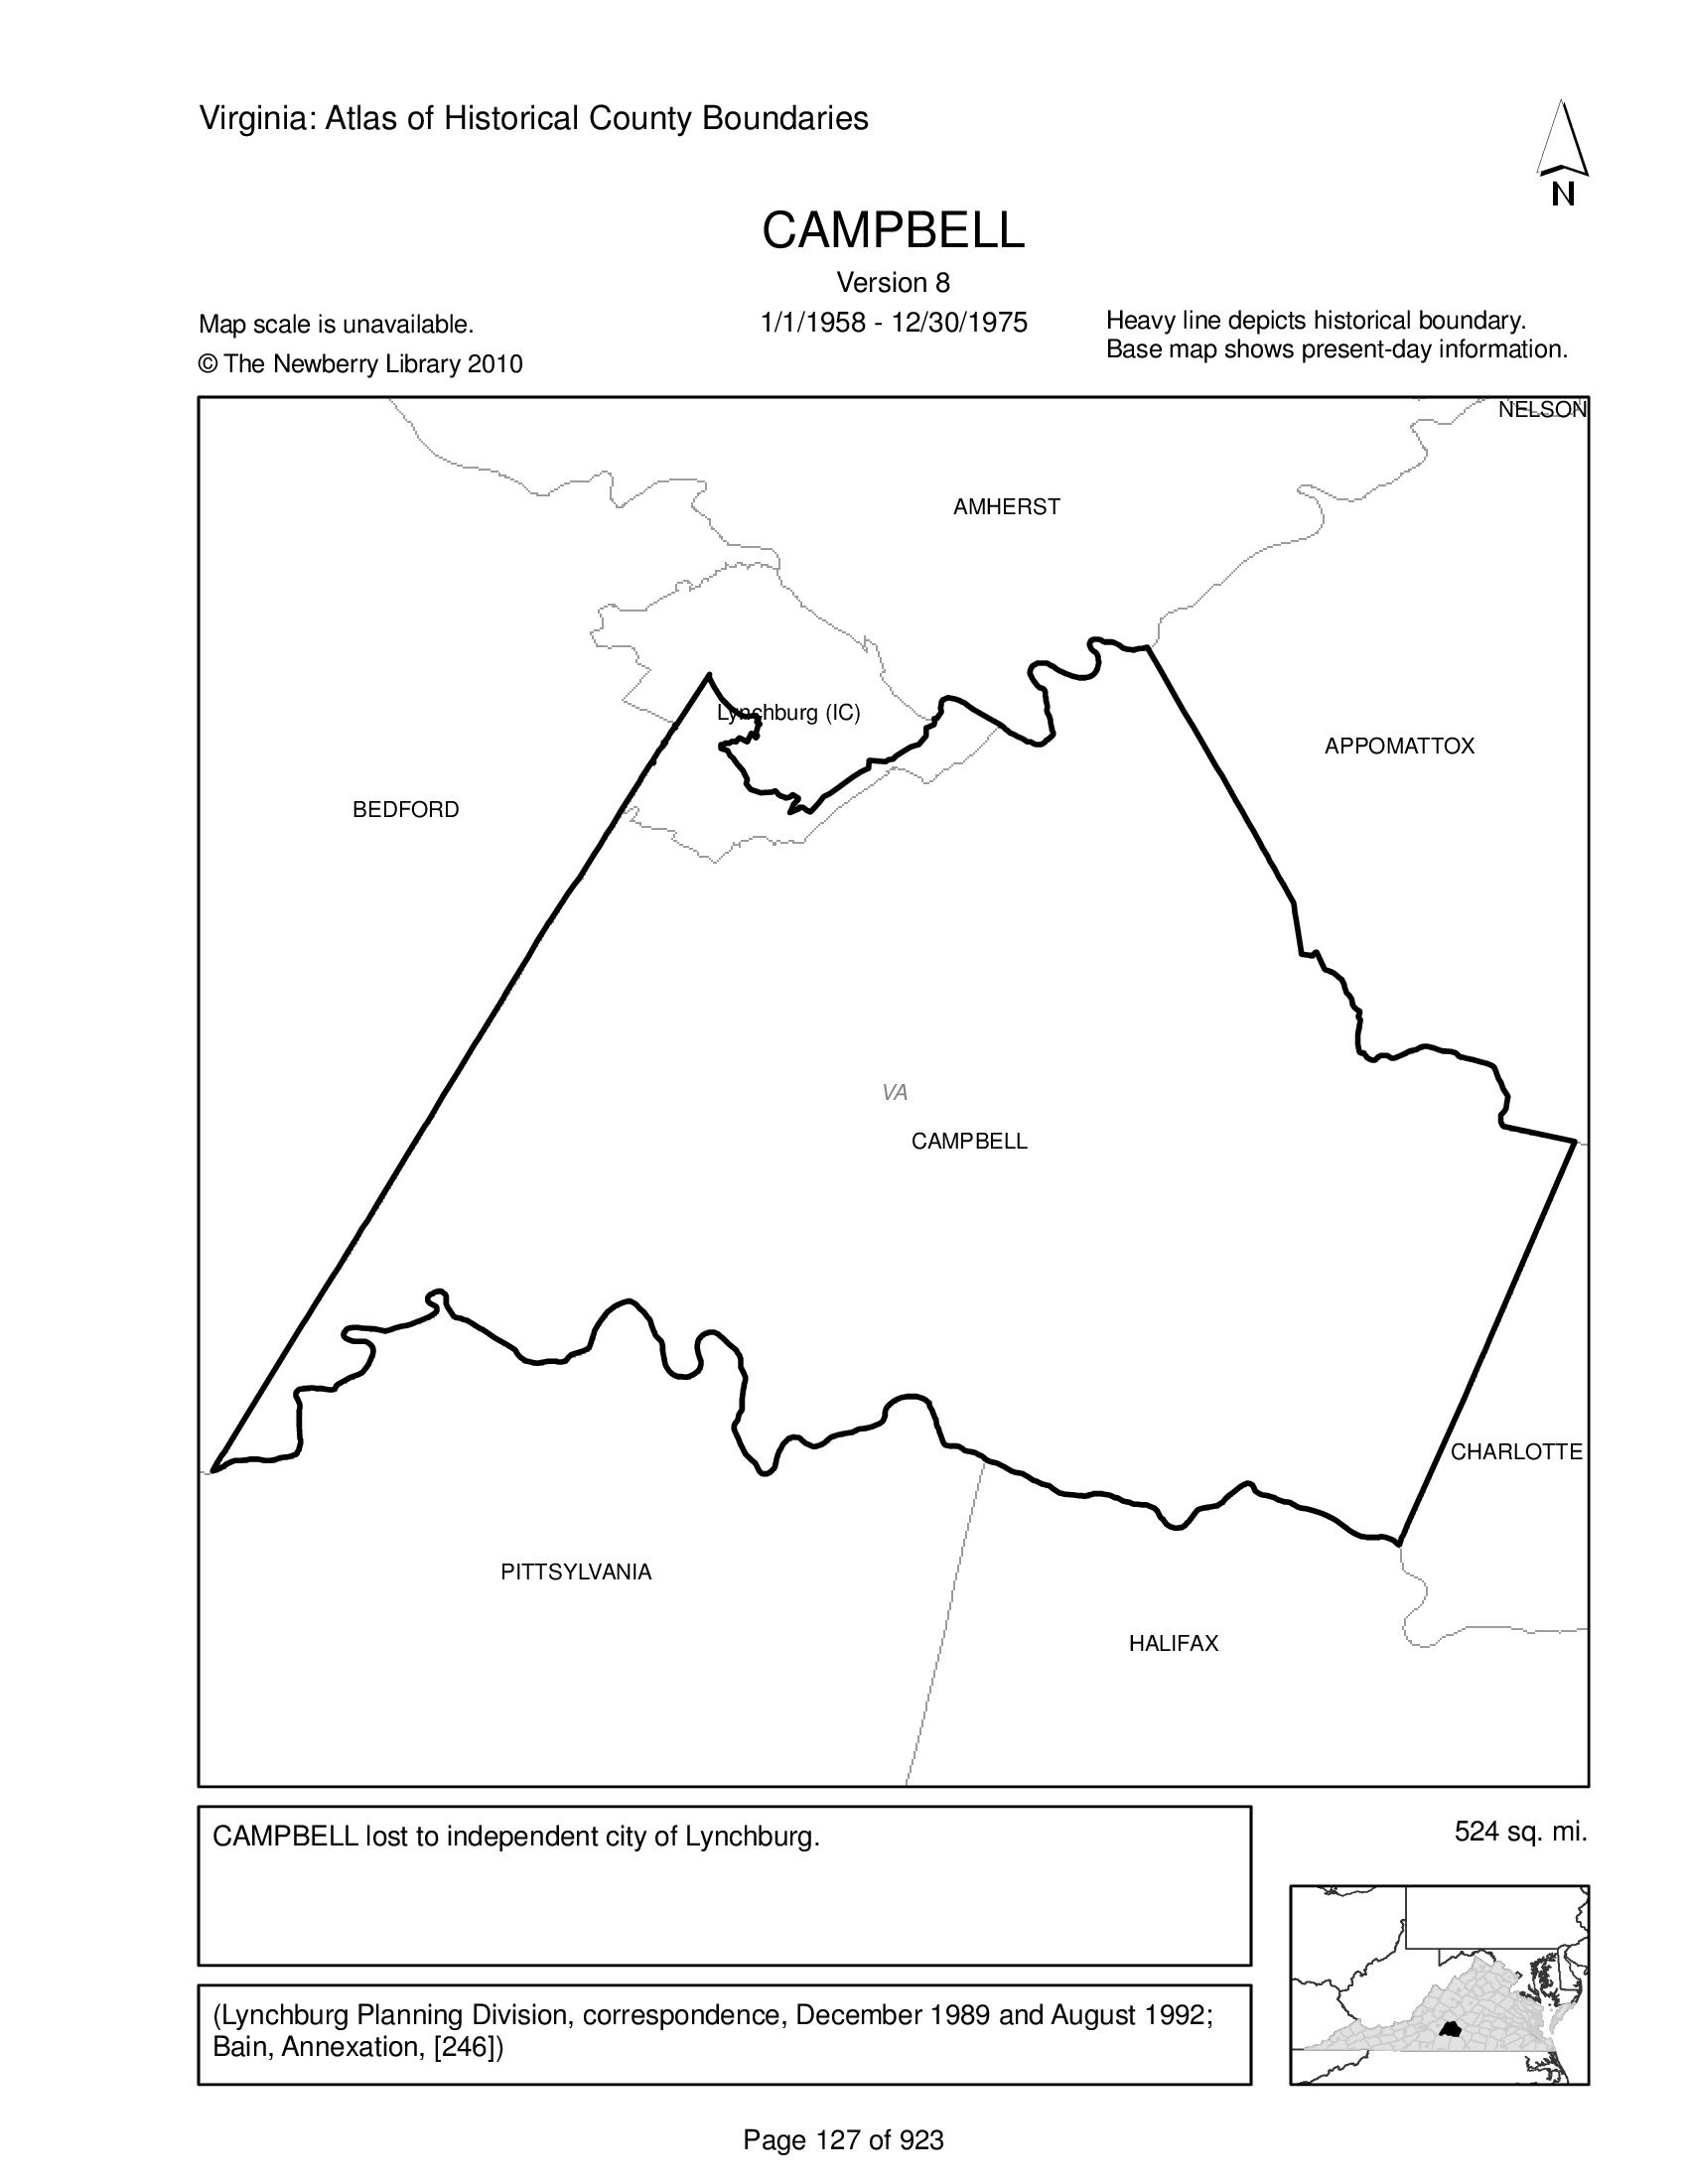 Virginia: Atlas of Historical County Boundaries
N
CAMPBELL
Version 8
1/1/1958 - 12/30/1975
Map scale is unavailable.
© The Newberry Library 2010
Heavy line depicts historical boundary.
Base map shows present-day information.
NELSON
AMHERST
Lynchburg (IC)
APPOMATTOX
BEDFORD
VA
CAMPBELL
CHARLOTTE
PITTSYLVANIA
HALIFAX
CAMPBELL lost to independent city of Lynchburg.
524 sq. mi.
(Lynchburg Planning Division, correspondence, December 1989 and August 1992;
Bain, Annexation, [246])
Page 127 of 923